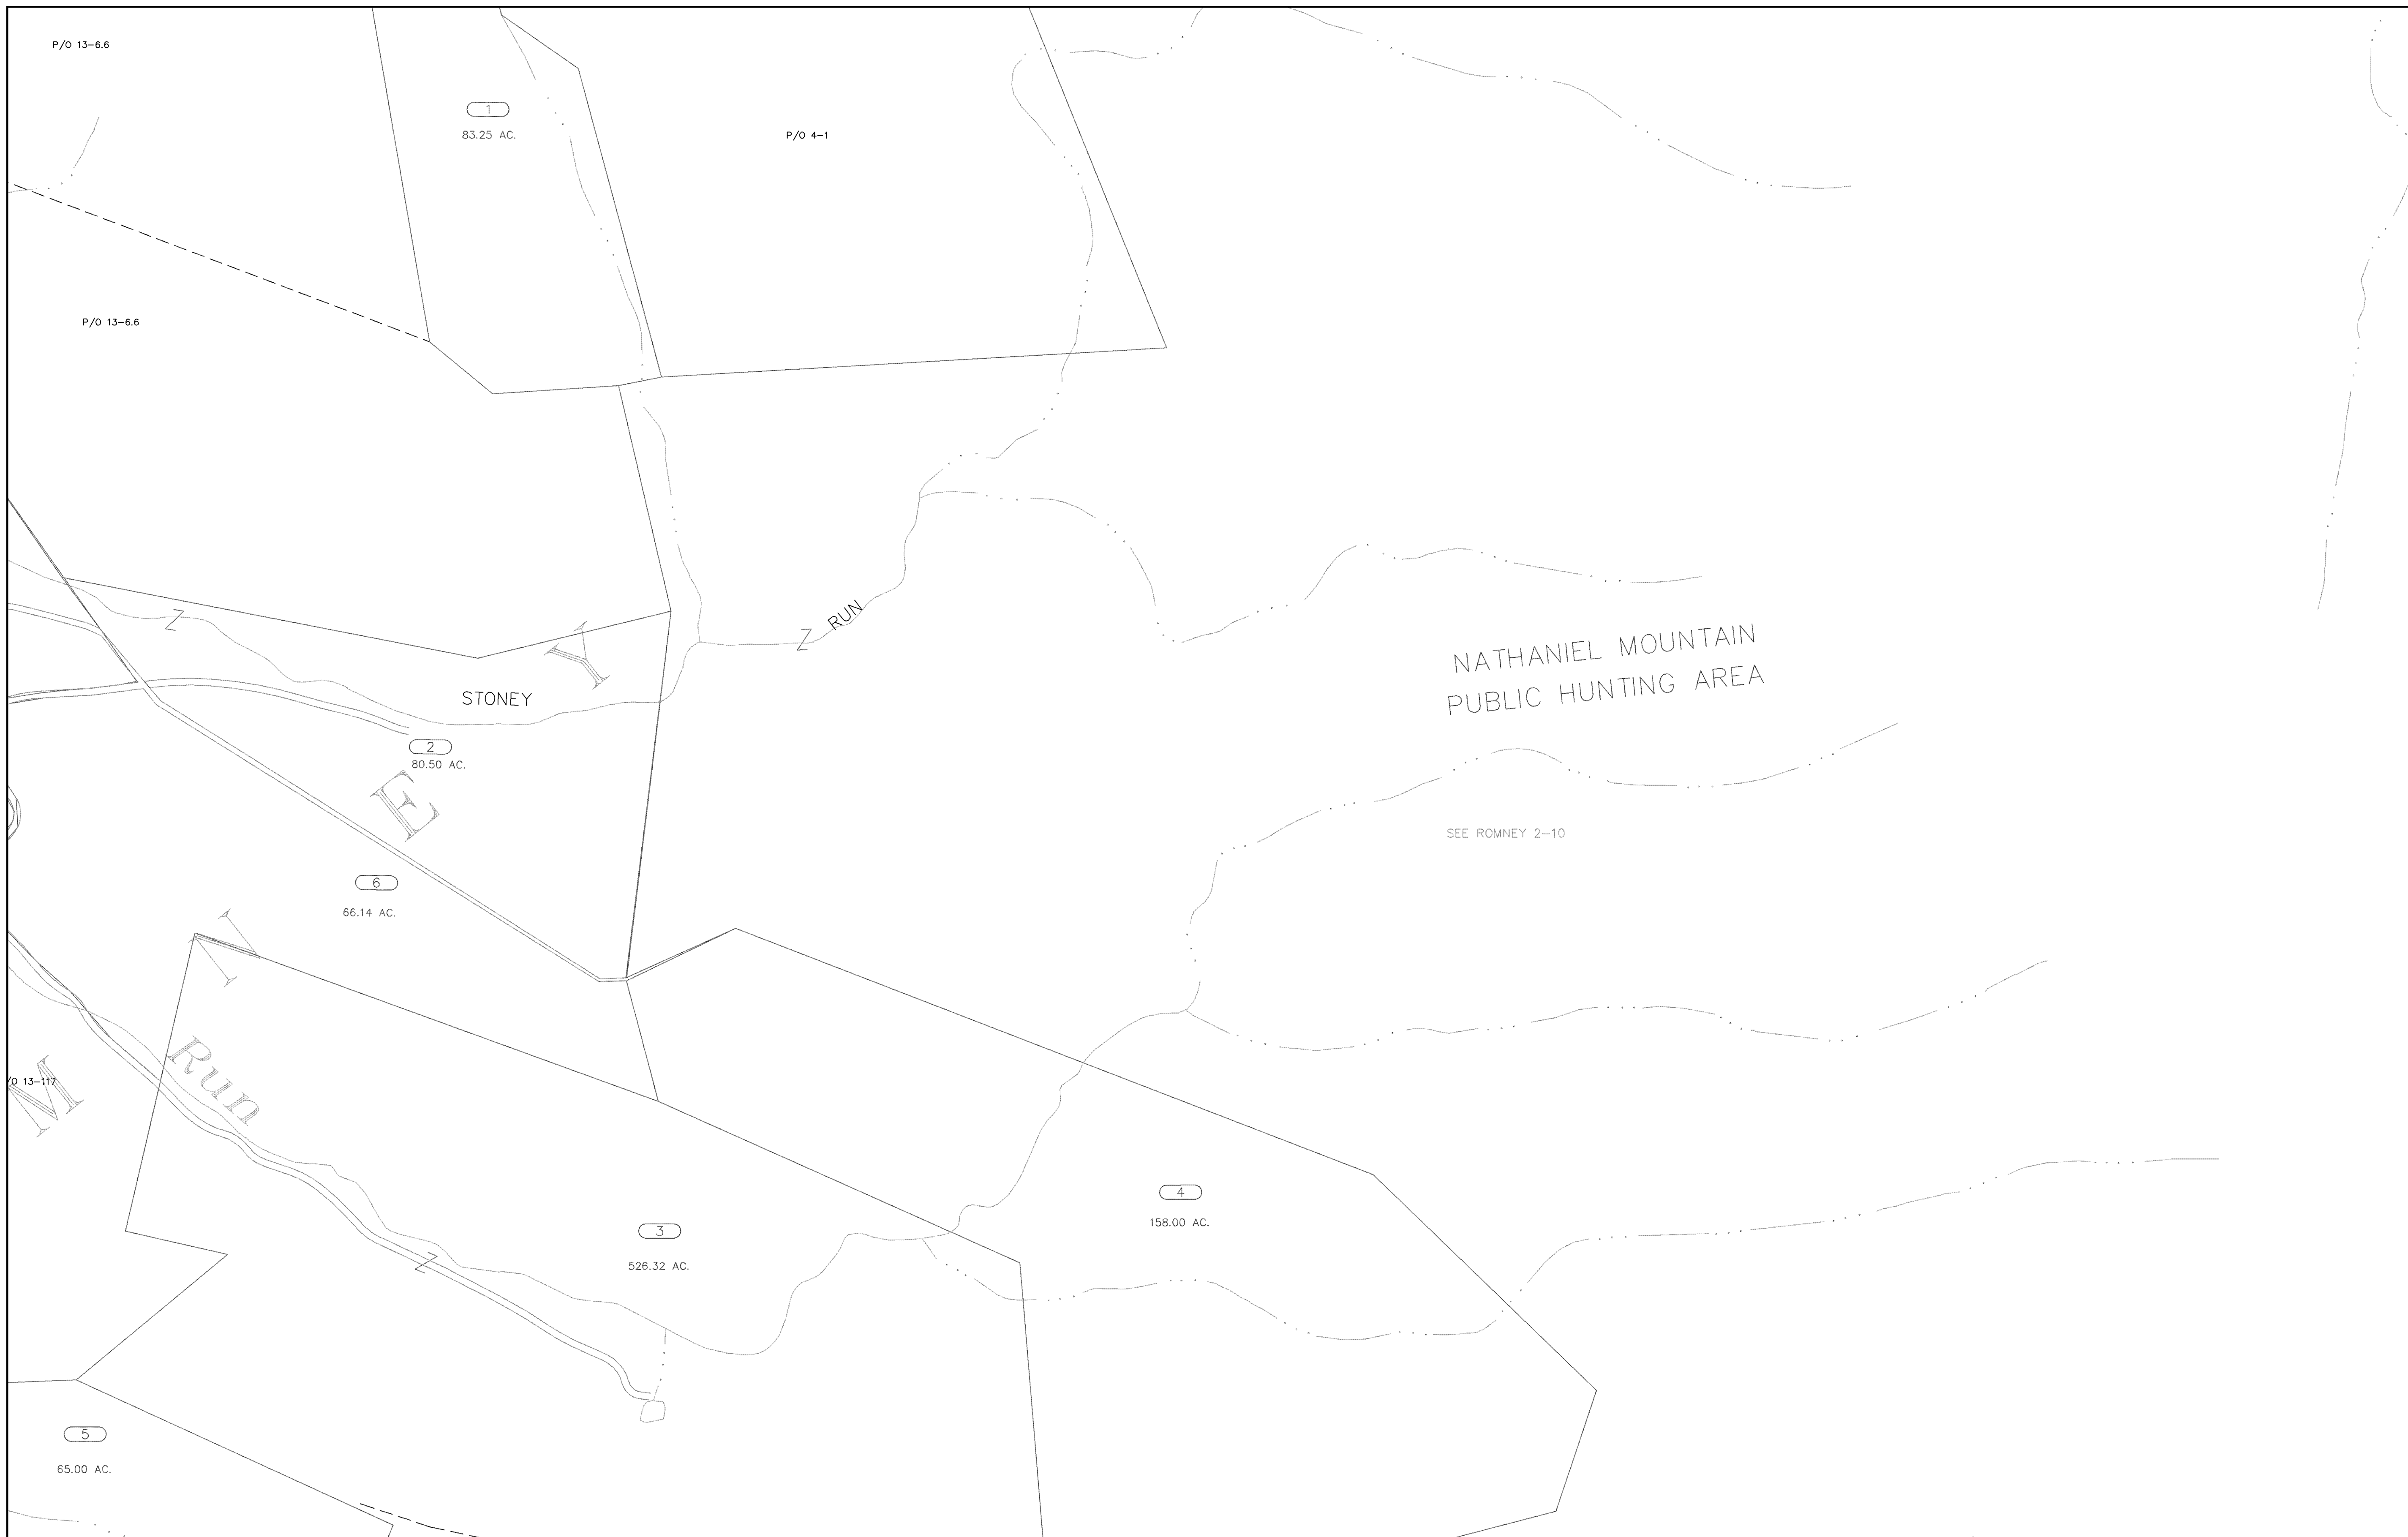 P/O 13-6.6
1
83.25 AC.
P/O 4-1
P/O 13-6.6
RUN
Y
STONEY
NATHANIEL MOUNTAIN
PUBLIC HUNTING AREA
2
80.50 AC.
E
SEE ROMNEY 2-10
6
66.14 AC.
Run
/O 13-117
M
4
158.00 AC.
3
526.32 AC.
5
65.00 AC.